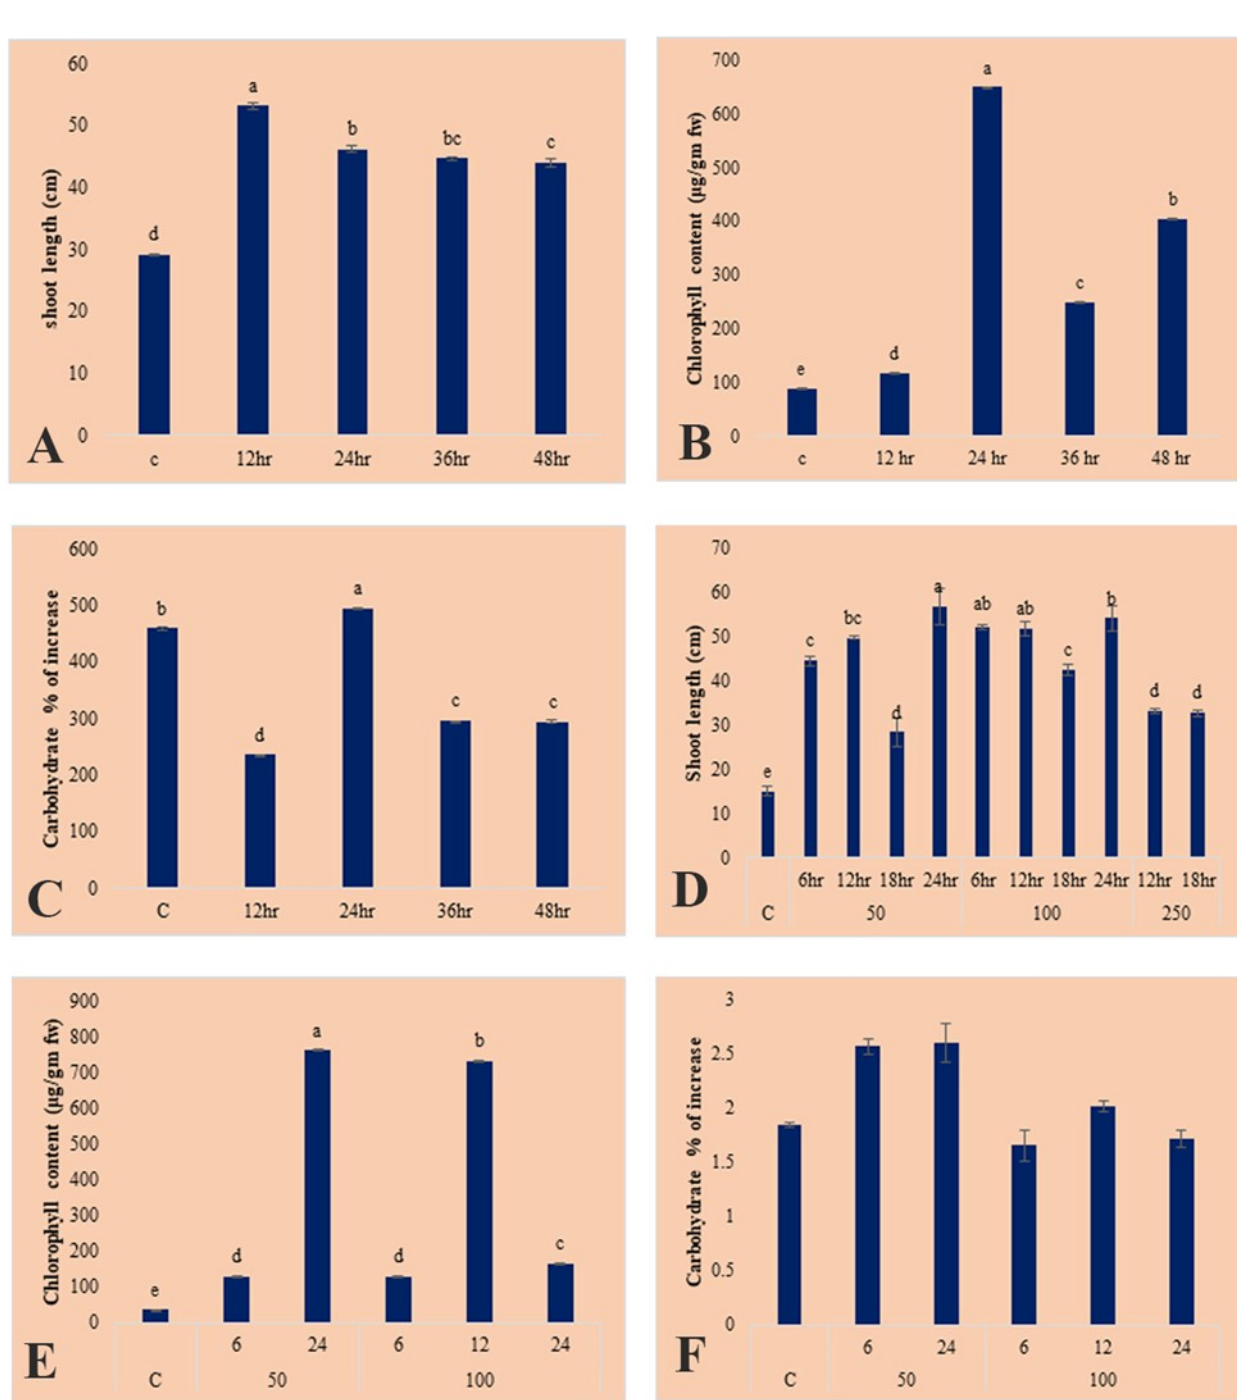 60
50
40
30
20
10
0
shoot length (cm)
d
a
b
bc
c
c 12hr 24hr 36hr 48hr
A
700
600
500
400
300
200
100
0
Chlorophyll content (µg/gm fw)
e
d
a
c
b
c 12 hr 24 hr 36 hr 48 hr
B
600
500
400
300
200
100
0
Carbohydrate % of increase
b
d
a
c
c
C 12hr 24hr 36hr 48hr
C
70
60
50
40
30
20
10
0
Shoot length (cm)
e
c
bc
d
a
ab
ab
c
b
d
d
6hr 12hr 18hr 24hr 6hr 12hr 18hr 24hr 12hr 18hr
C 50 100 250
D
900
800
700
600
500
400
300
200
100
0
Chlorophyll content (µg/gm fw)
e
d
a
d
b
c
6 24 6 12 24
C 50 100
E
3
2.5
2
1.5
1
0.5
0
Carbohydrate % of increase
6 24 6 12 24
C 50 100
F